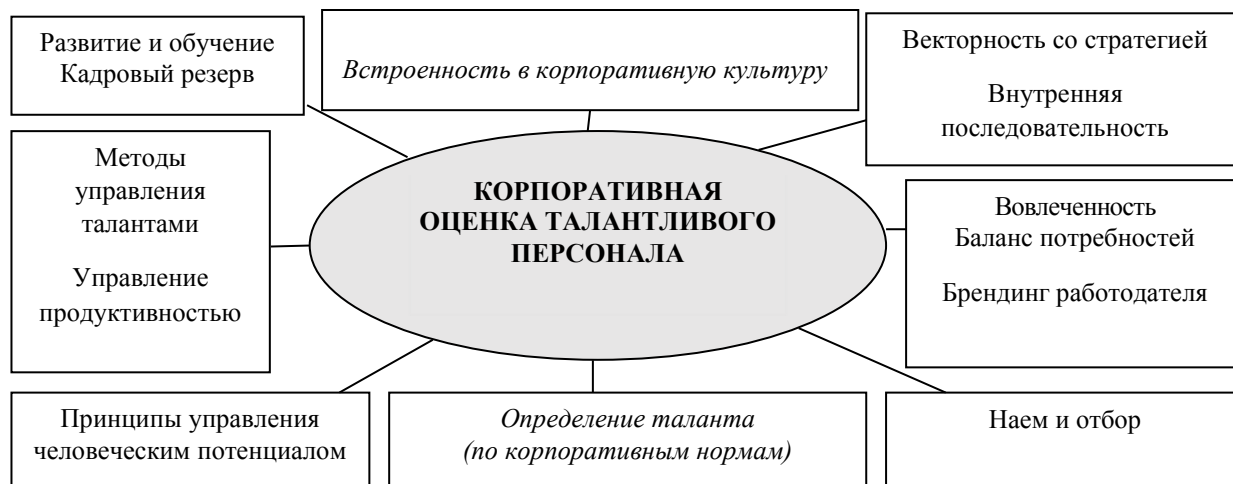 Развитие и обучение
Кадровый резерв
Встроенность в корпоративную культуру
Векторность со стратегией
Внутренняя
последовательность
Методы
управления
талантами
Управление
продуктивностью
КОРПОРАТИВНАЯ
ОЦЕНКА ТАЛАНТЛИВОГО
ПЕРСОНАЛА
Вовлеченность
Баланс потребностей
Брендинг работодателя
Принципы управления
человеческим потенциалом
Определение таланта
(по корпоративным нормам)
Наем и отбор